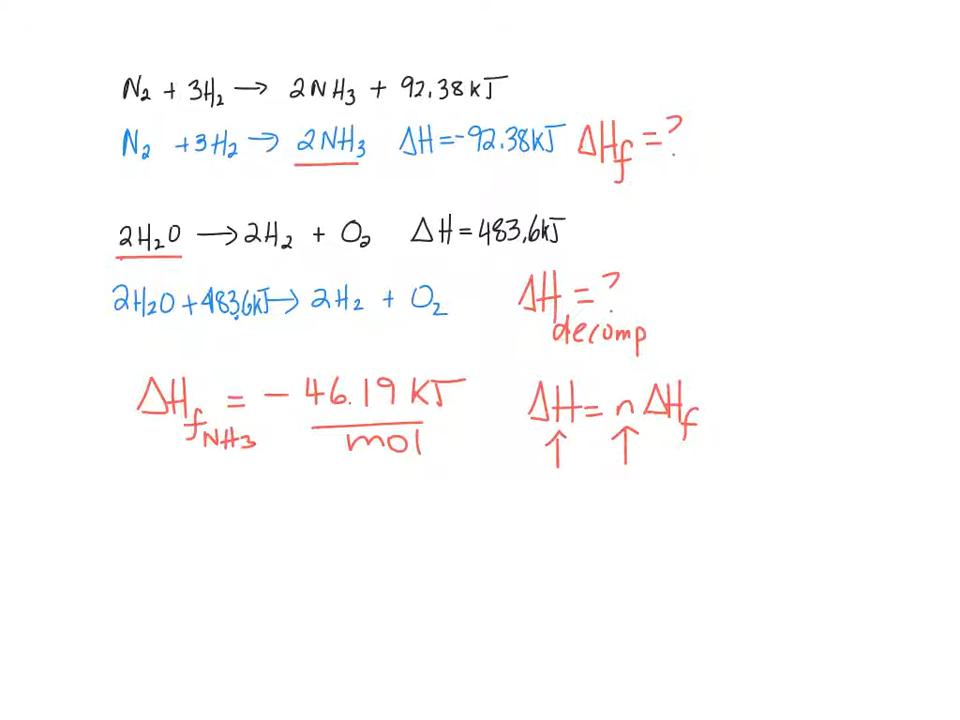 N₂ + 3H₂ → 2NH₃ + 92.38kJ
N₂ + 3H₂ → 2NH₃ ΔH = -92.38kJ ΔHf = ?
2H₂O → 2H₂ + O₂ ΔH = 483.6kJ
2H₂O + 483.6kJ → 2H₂ + O₂ ΔH decomp = ?
ΔHf NH₃ = - 46.19 KJ / mol ΔH = n ΔHf
↑ ↑